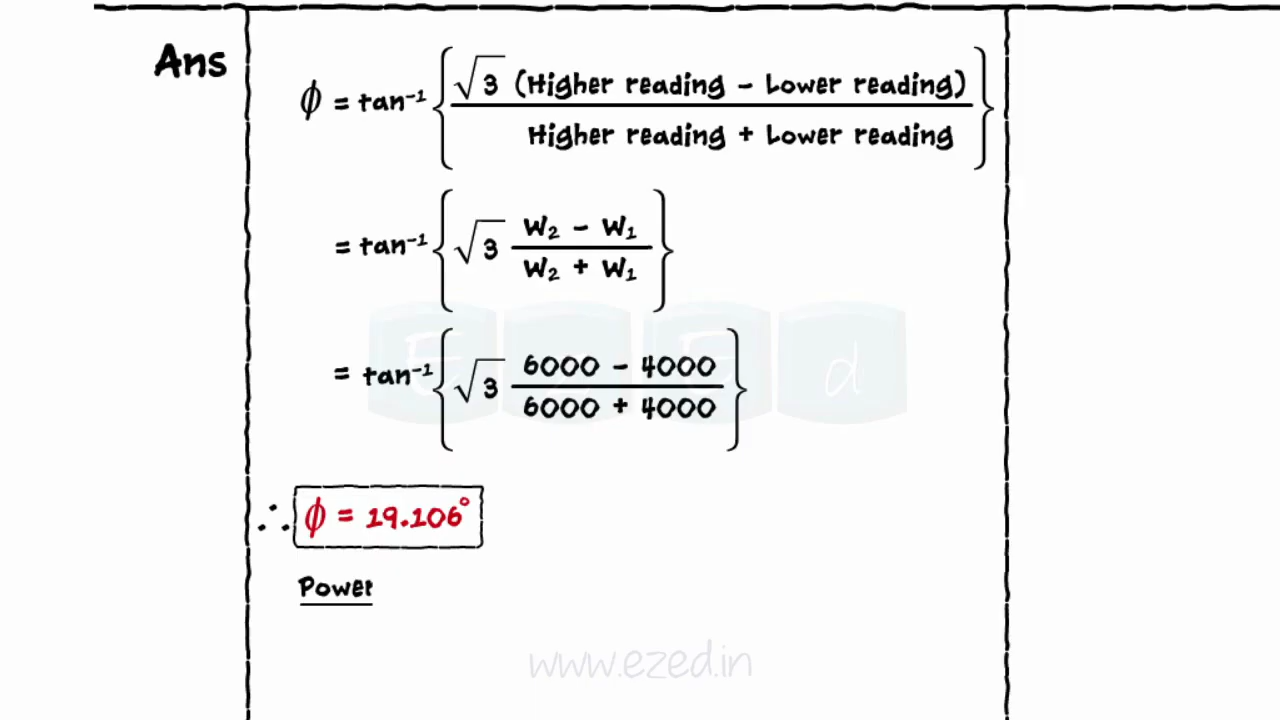 Ans
ϕ = tan⁻¹ { √3 (Higher reading - Lower reading) / Higher reading + Lower reading }
= tan⁻¹ { √3 W₂ - W₁ / W₂ + W₁ }
= tan⁻¹ { √3 6000 - 4000 / 6000 + 4000 }
∴ ϕ = 19.106°
Power
E z E d
www.ezed.in